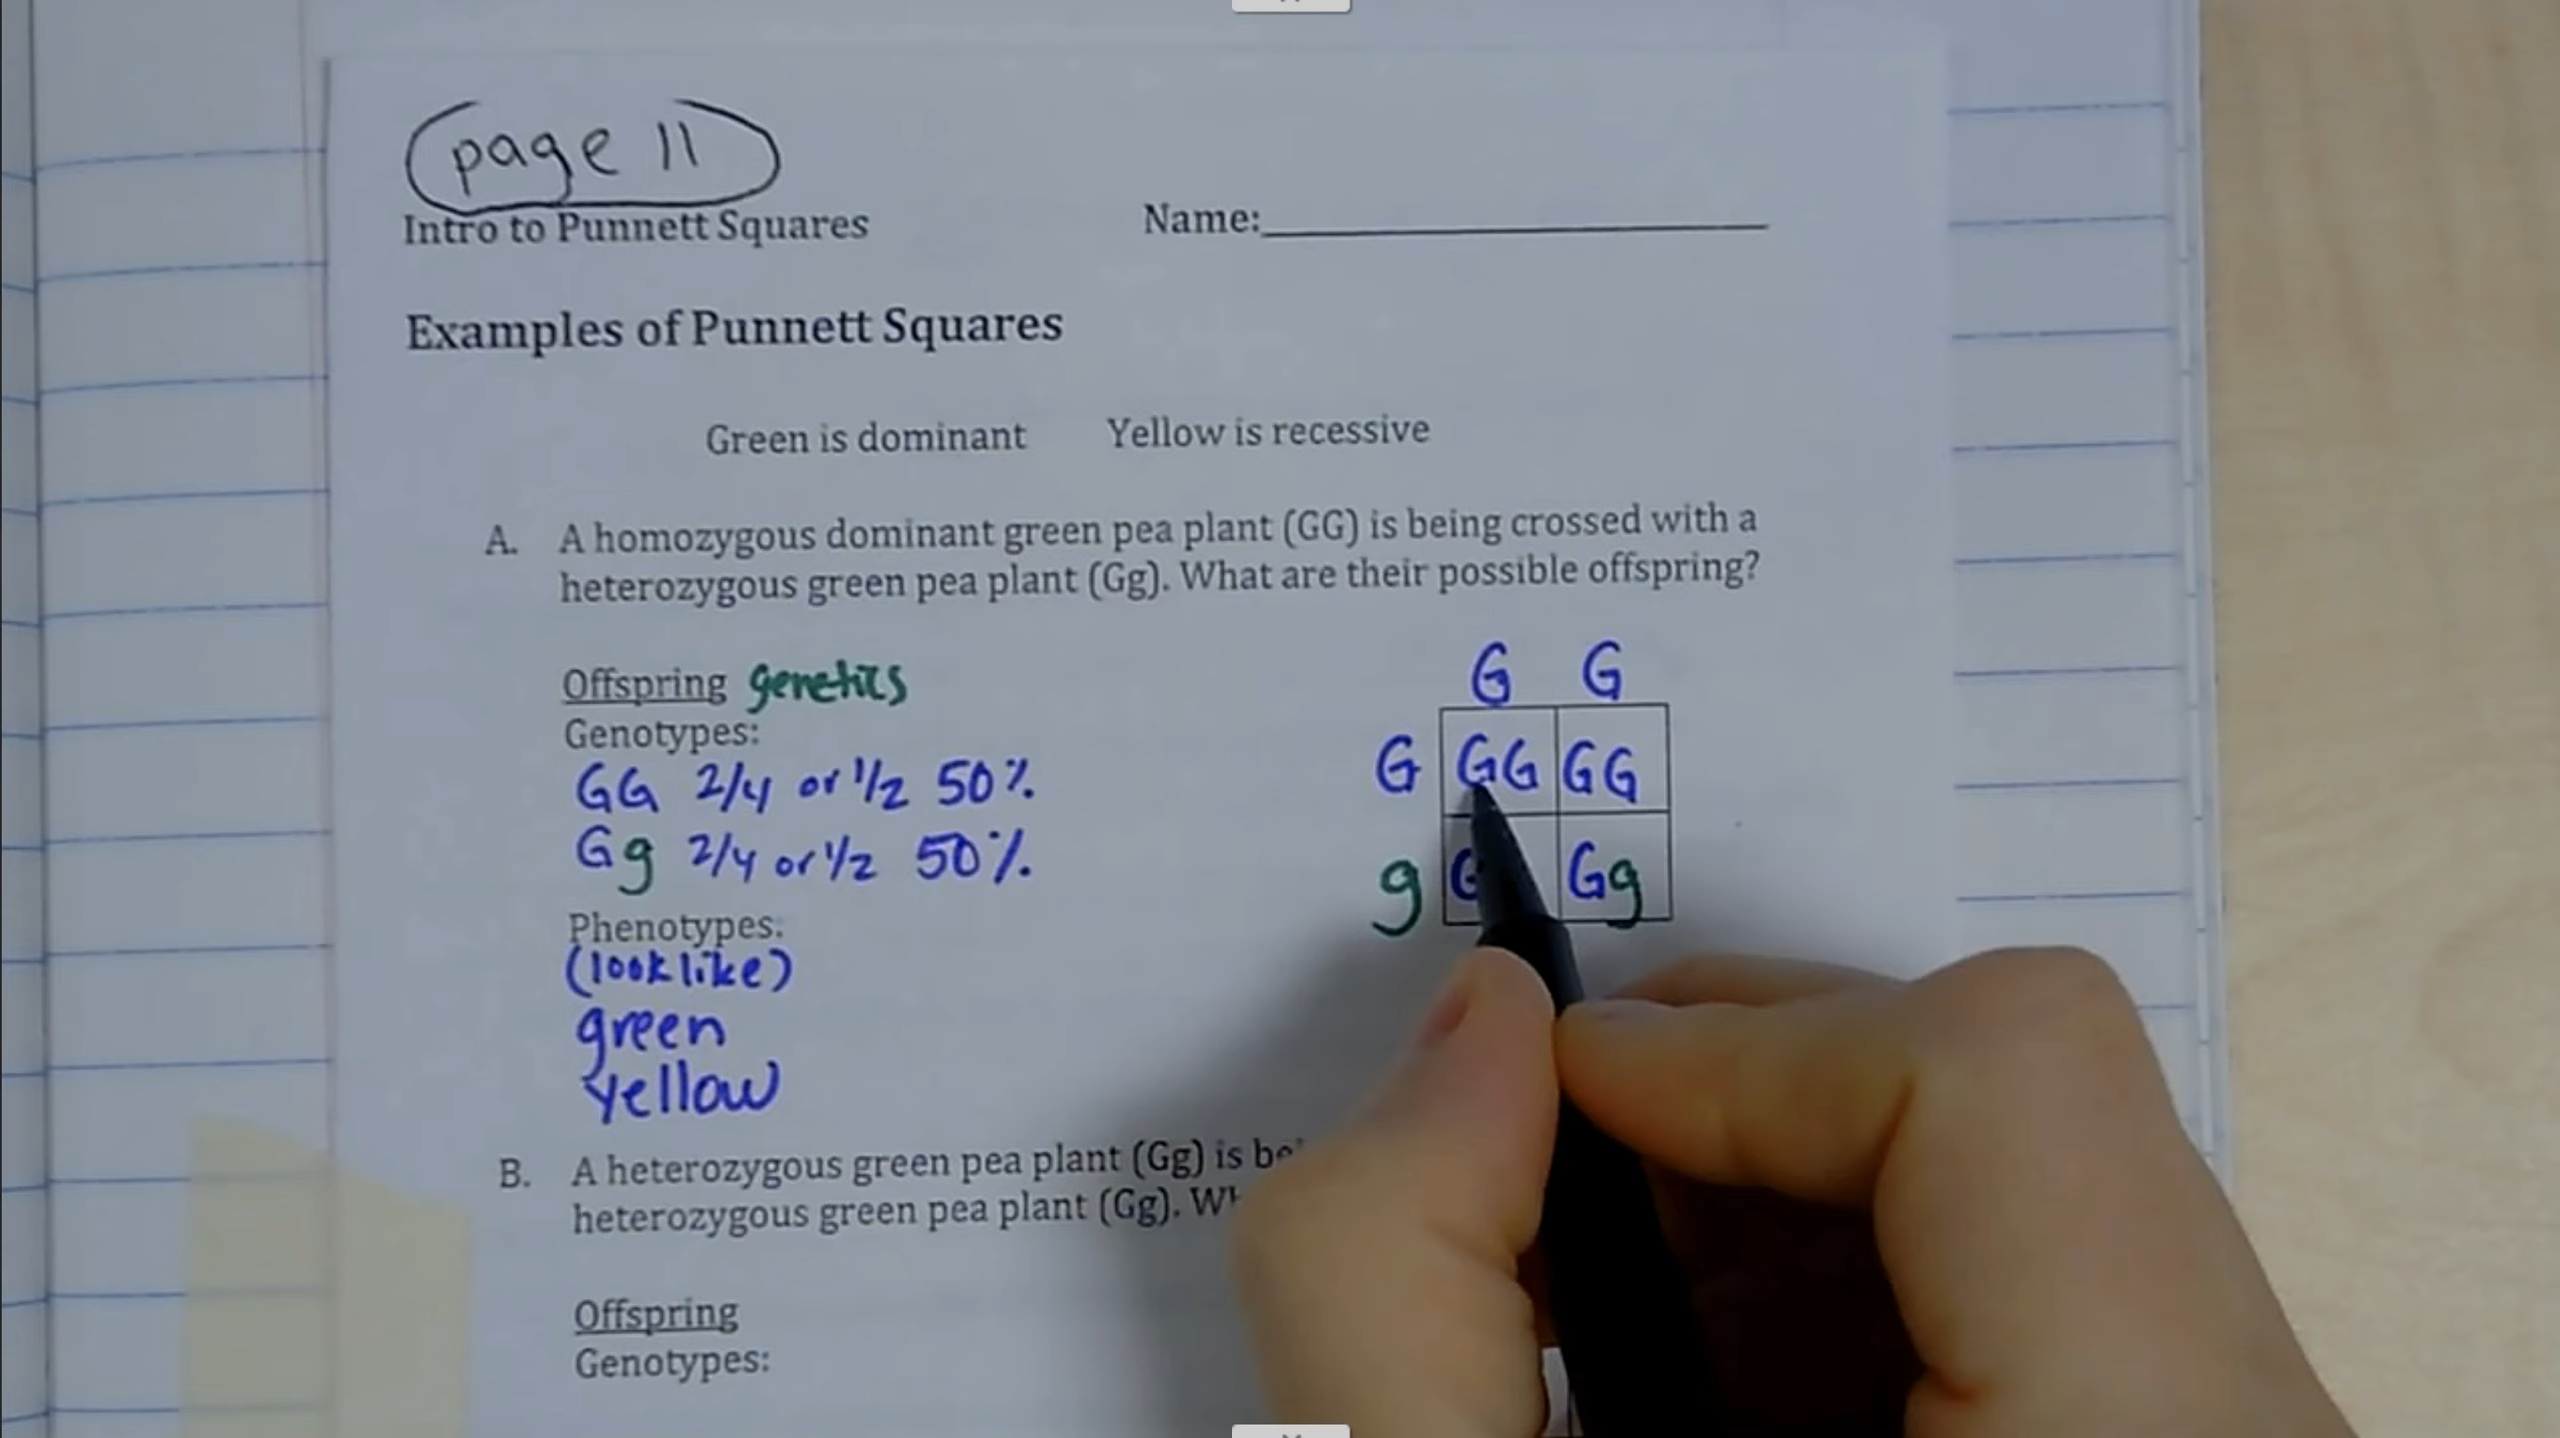 page 11
Intro to Punnett Squares
Name:
Examples of Punnett Squares
Green is dominant Yellow is recessive
A. A homozygous dominant green pea plant (GG) is being crossed with a
heterozygous green pea plant (Gg). What are their possible offspring?
Offspring genetics
Genotypes:
GG 2/4 or 1/2 50%
Gg 2/4 or 1/2 50%
Phenotypes:
(look like)
green
yellow
G G
G GG GG
g G Gg
B. A heterozygous green pea plant (Gg) is
heterozygous green pea plant (Gg).
Offspring
Genotypes: